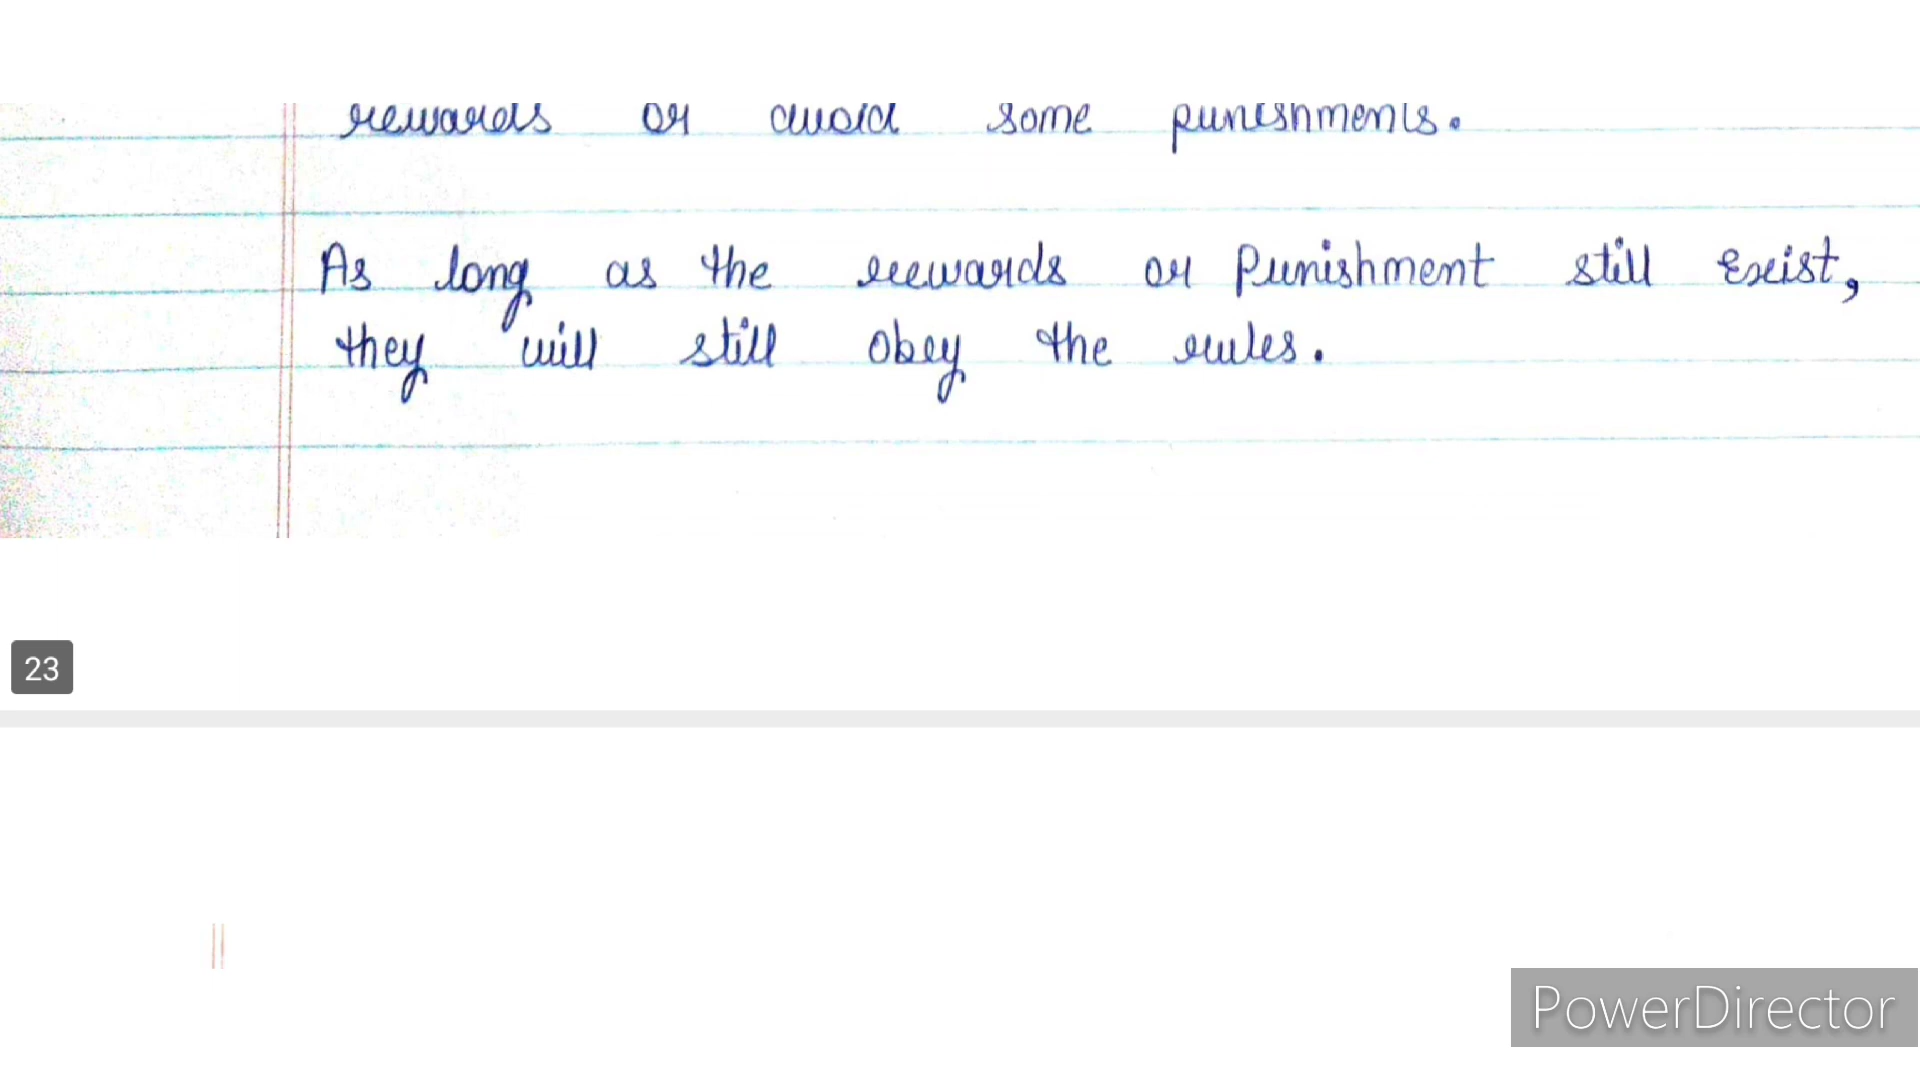 rewards or avoid some punishments.
As long as the rewards or Punishment still Exist,
they will still obey the rules.
23
PowerDirector